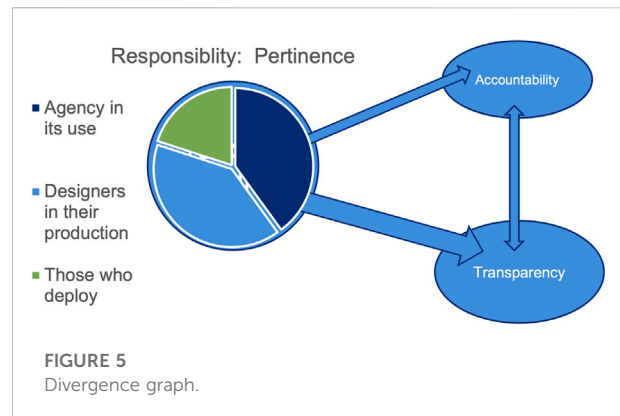 Responsiblity: Pertinence
Agency in
its use
Designers
in their
production
Those who
deploy
Accountability
Transparency
FIGURE 5
Divergence graph.